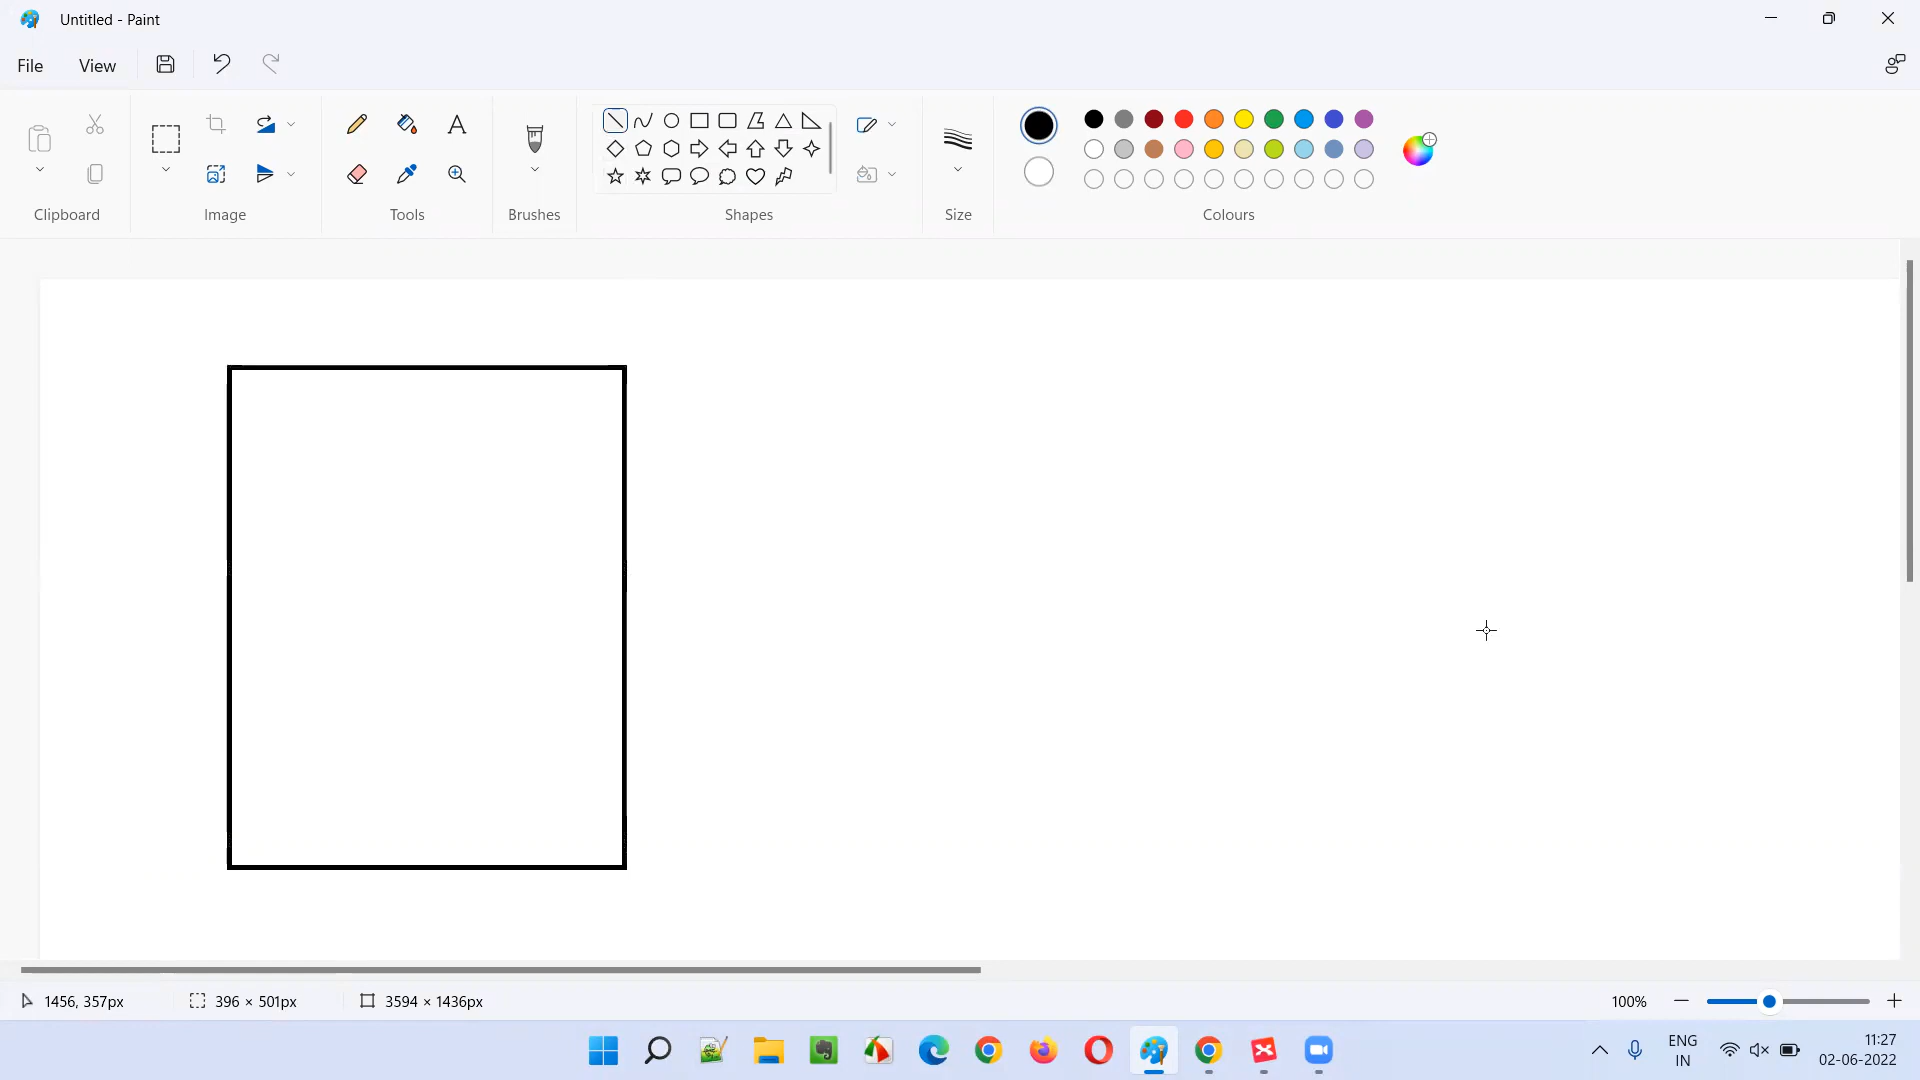 Untitled - Paint
File View
Clipboard Image Tools Brushes Shapes Size Colours
1456, 357px 396 × 501px 3594 × 1436px 100%
ENG 11:27
IN 02-06-2022